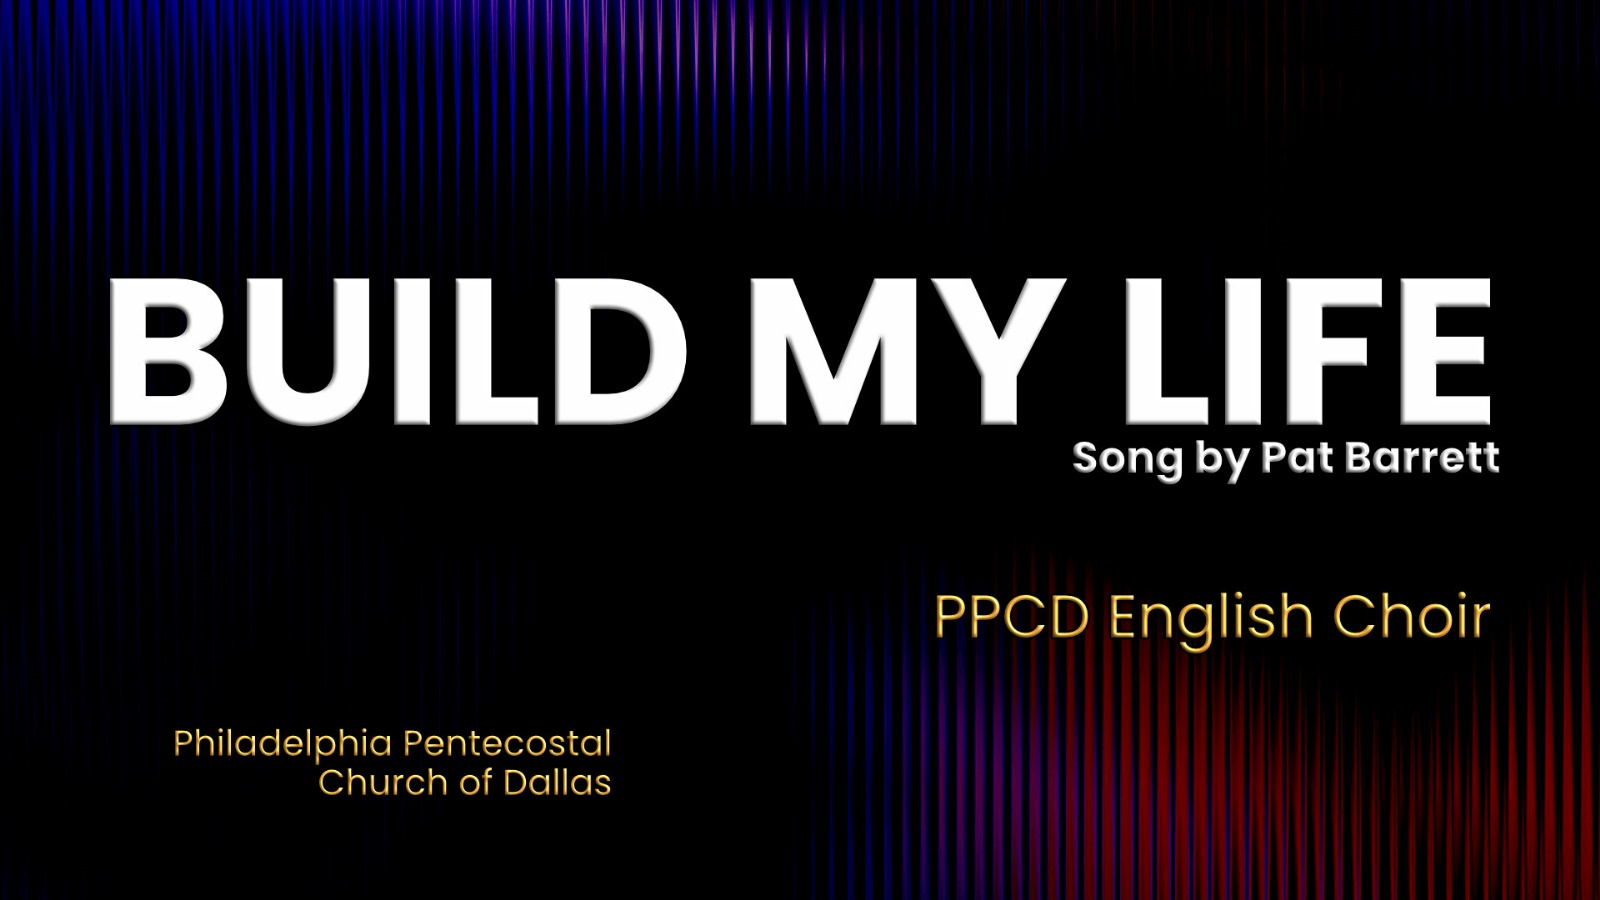 BUILD MY LIFE
Song by Pat Barrett
PPCD English Choir
Philadelphia Pentecostal
Church of Dallas